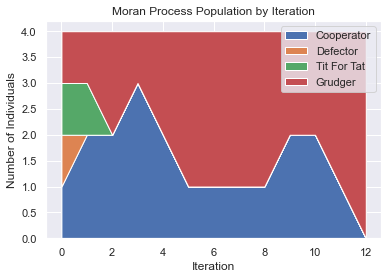 Moran Process Population by Iteration
Cooperator
Defector
Tit For Tat
Grudger
Number of Individuals
4.0
3.5
3.0
2.5
2.0
1.5
1.0
0.5
0.0
0 2 4 6 8 10 12
Iteration